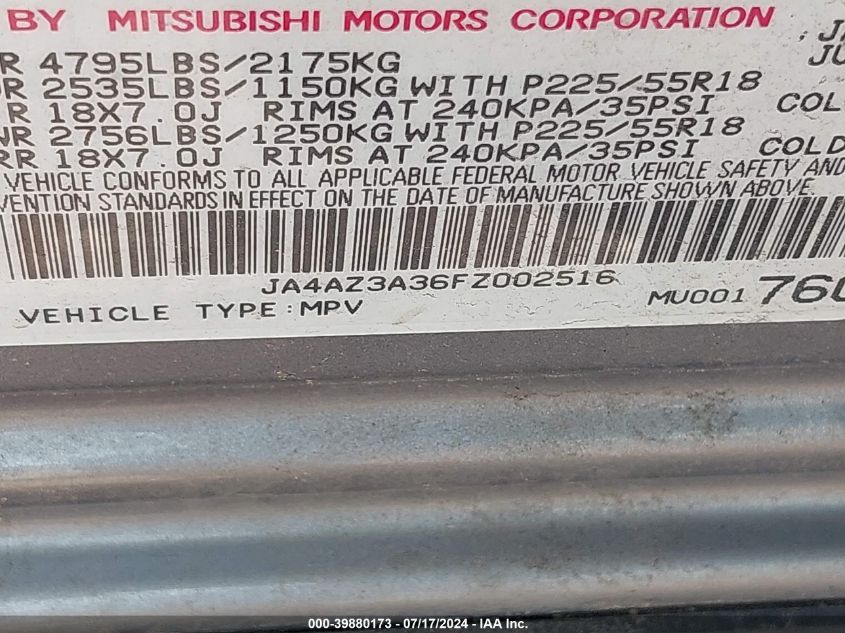 BY MITSUBISHI MOTORS CORPORATION
R 4795LBS/2175KG
R 2535LBS/1150KG WITH P225/55R18
R 18X7.0J RIMS AT 240KPA/35PSI COL
WR 2756LBS/1250KG WITH P225/55R18
RR 18X7.0J RIMS AT 240KPA/35PSI COLD
VEHICLE CONFORMS TO ALL APPLICABLE FEDERAL MOTOR VEHICLE SAFETY AND
VENTION STANDARDS IN EFFECT ON THE DATE OF MANUFACTURE SHOWN ABOVE.
JA4AZ3A36FZ002516
VEHICLE TYPE:MPV MU001 760
000-39880173 - 07/17/2024 - IAA, Inc.